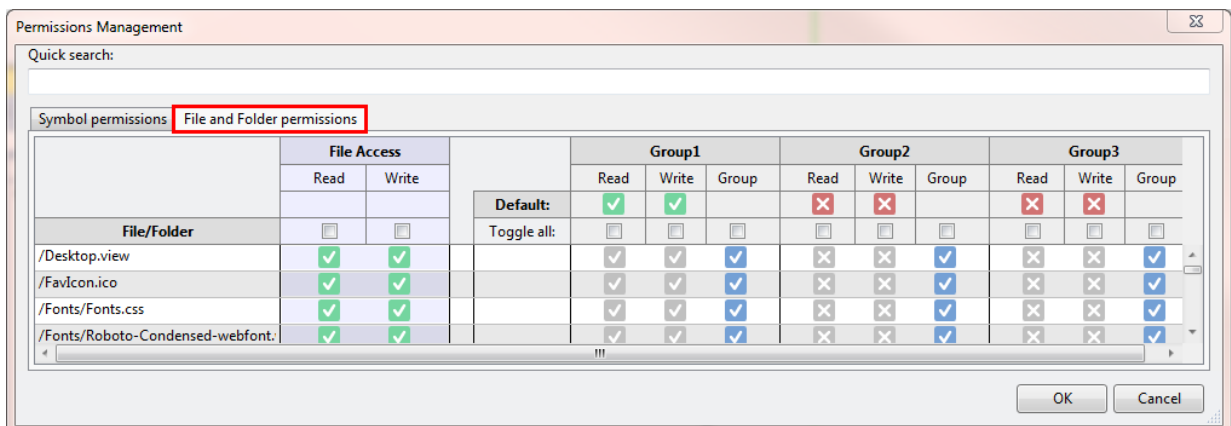 Permissions Management
Quick search:
Symbol permissions File and Folder permissions
File Access Group1 Group2 Group3
Read Write Read Write Group Read Write Group Read Write Group
Default:
File/Folder Toggle all:
/Desktop.view
/FavIcon.ico
/Fonts/Fonts.css
/Fonts/Roboto-Condensed-webfont.
OK Cancel